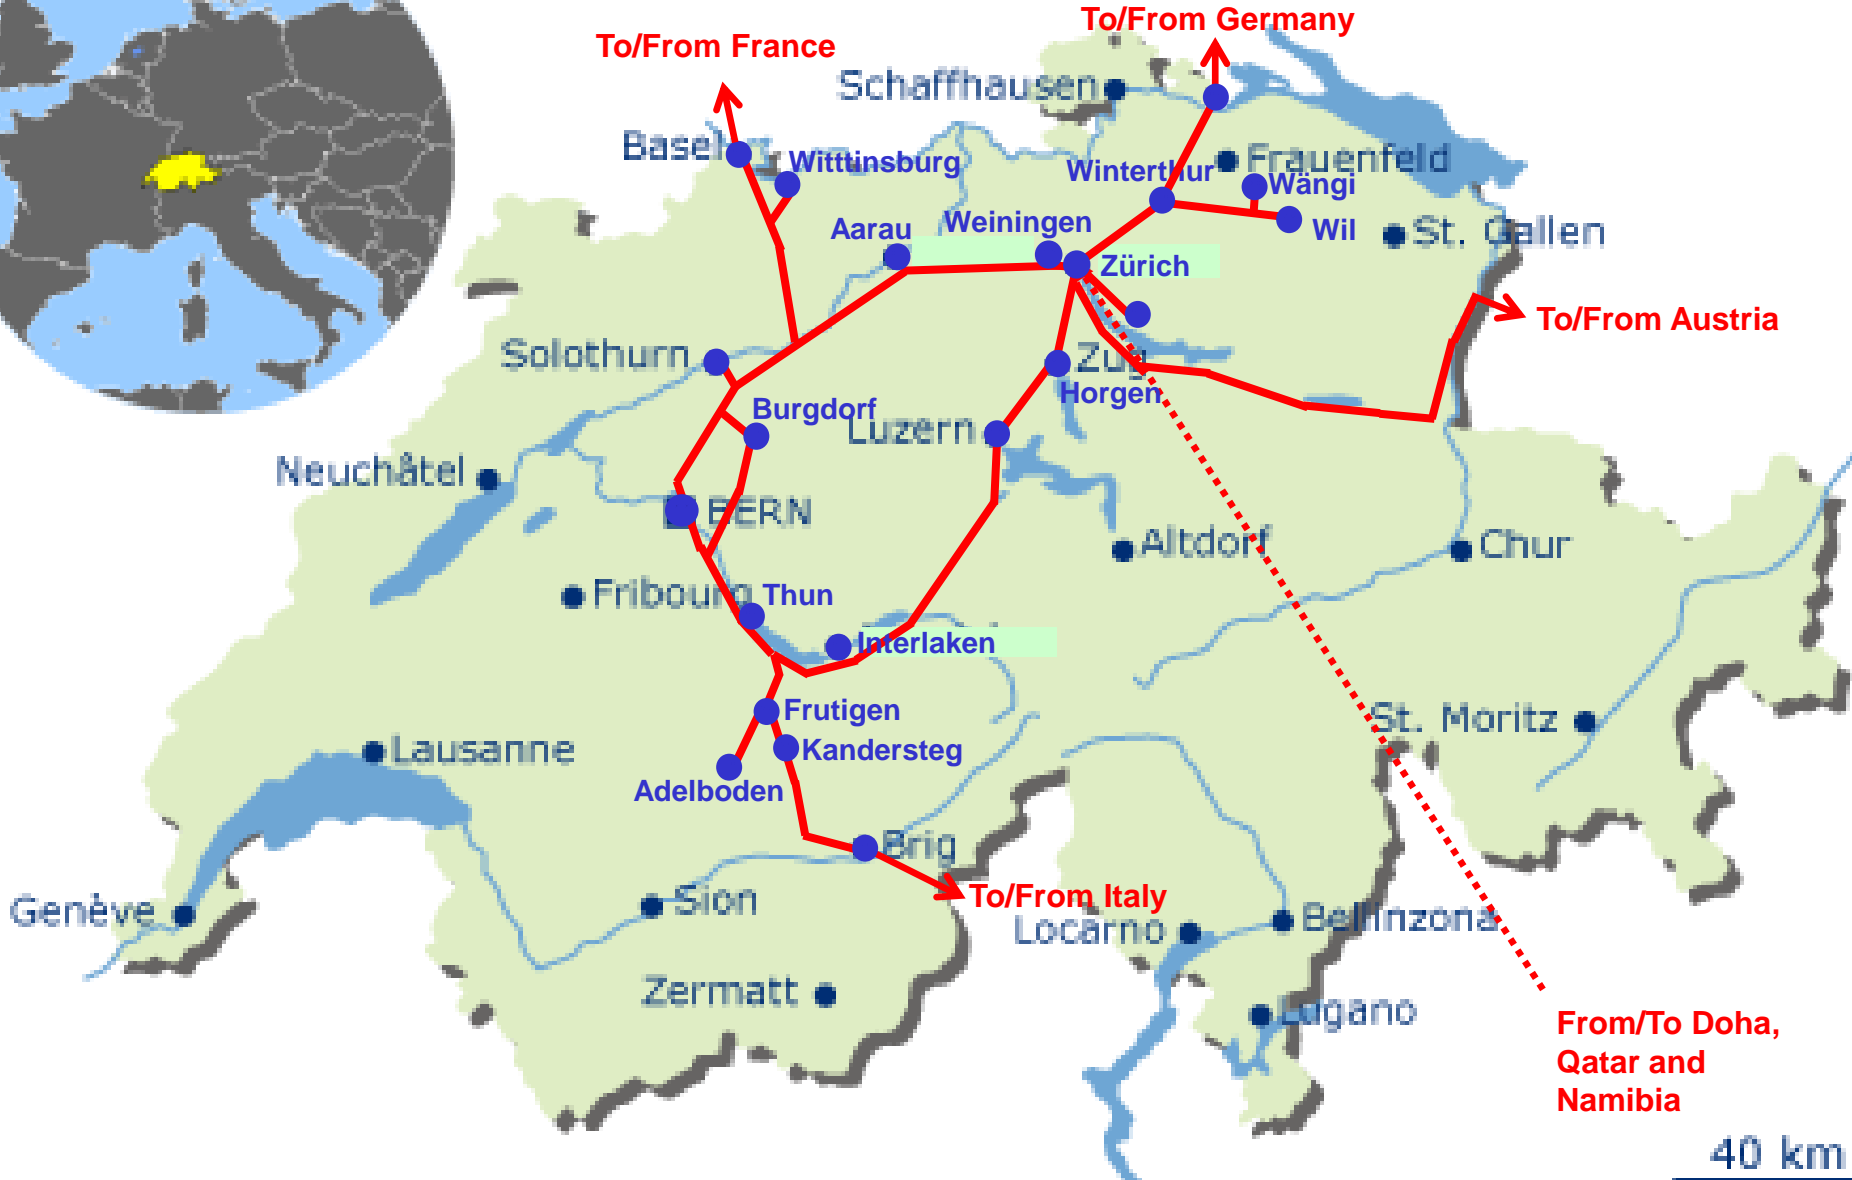 To/From Germany
To/From France
Schaffhausen
Basel
Witttinsburg
Winterthur
Frauenfeld
Wängi
Aarau
Weiningen
Wil
St. Gallen
Zürich
To/From Austria
Solothurn
Zug
Horgen
Burgdorf
Luzern
Neuchâtel
BERN
Altdorf
Chur
Fribourg
Thun
Interlaken
Frutigen
St. Moritz
Lausanne
Kandersteg
Adelboden
Brig
To/From Italy
Genève
Sion
Locarno
Bellinzona
Zermatt
Lugano
From/To Doha,
Qatar and
Namibia
40 km